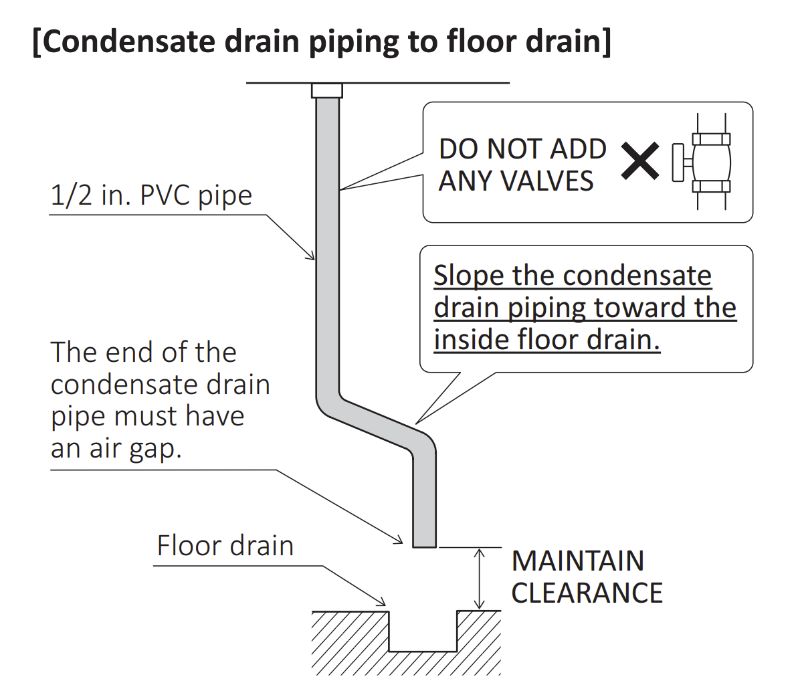 [Condensate drain piping to floor drain]
DO NOT ADD
ANY VALVES
1/2 in. PVC pipe
Slope the condensate
drain piping toward the
inside floor drain.
The end of the
condensate drain
pipe must have
an air gap.
Floor drain
MAINTAIN
CLEARANCE